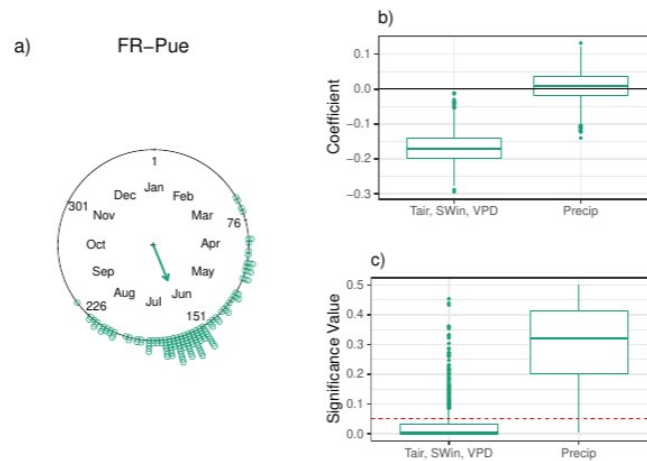 a)
FR−Pue
1
Jan
Feb
Mar
76
Apr
May
Jun
151
Jul
Aug
226
Sep
Oct
Nov
301
Dec
b)
Coefficient
0.1
0.0
−0.1
−0.2
−0.3
Tair, SWin, VPD
Precip
c)
Significance Value
0.5
0.4
0.3
0.2
0.1
0.0
Tair, SWin, VPD
Precip